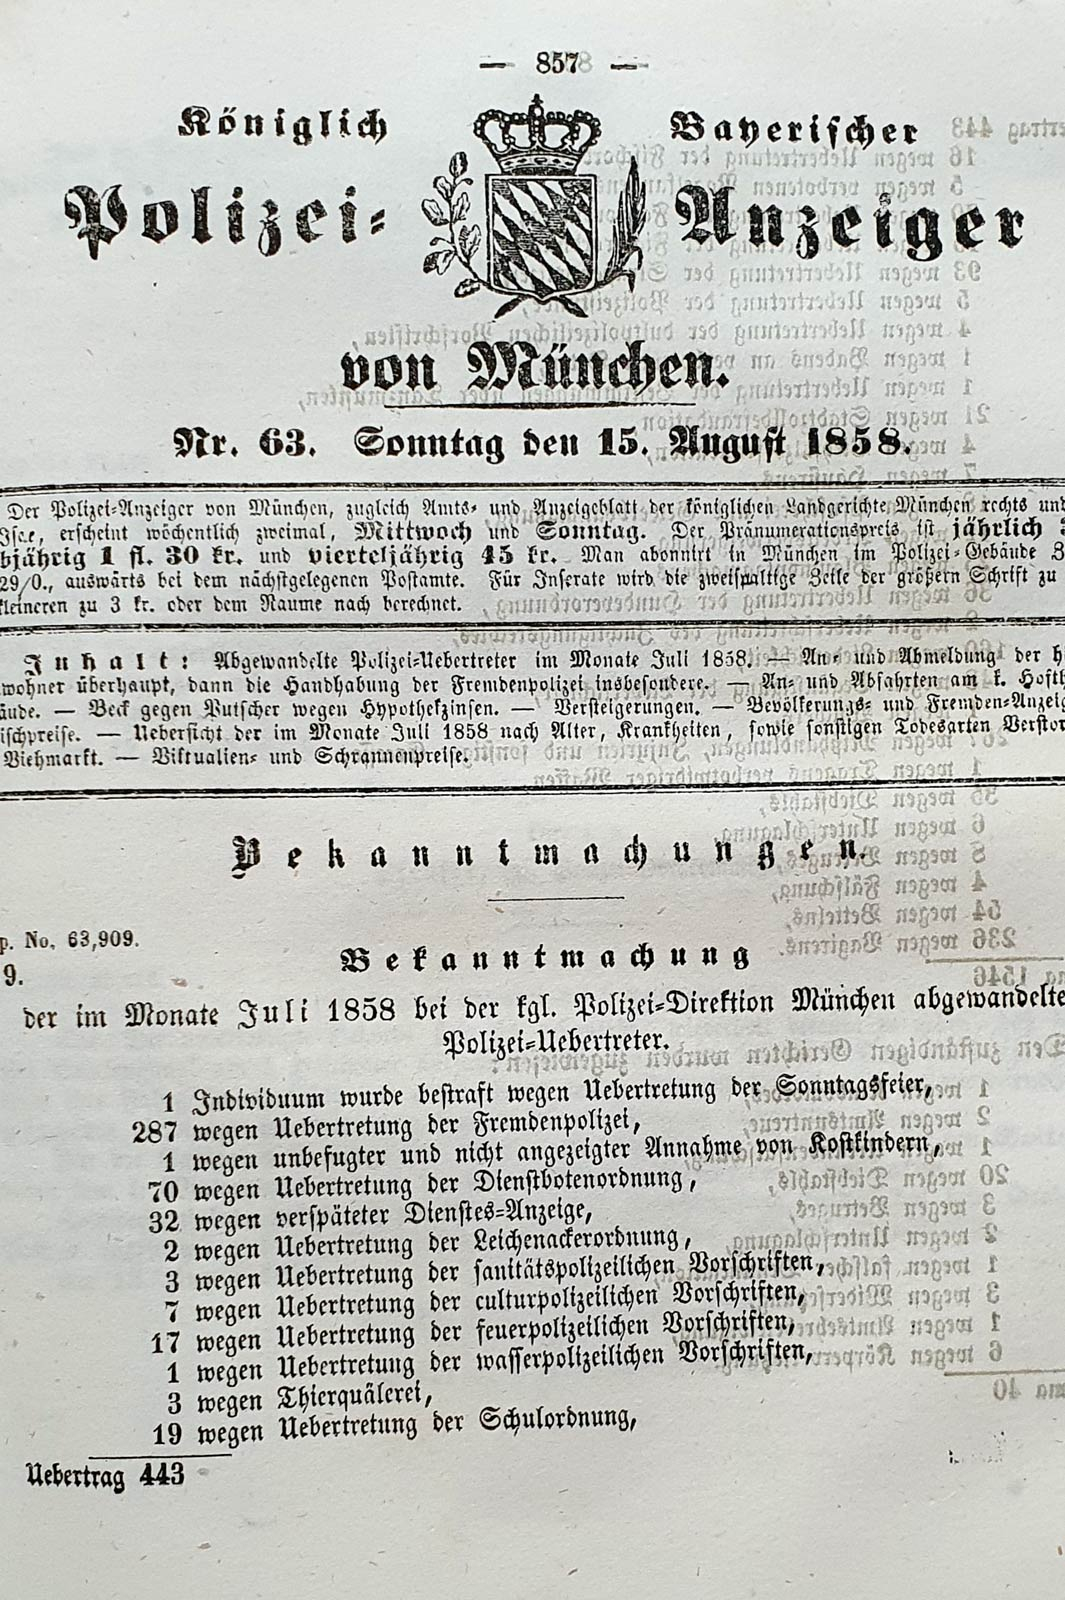 — 857 —
Königlich Bayerischer
Polizei- Anzeiger
von München.
Nr. 63. Sonntag den 15. August 1858.
Der Polizei-Anzeiger von München, zugleich Amts- und Anzeigeblatt der königlichen Landgerichte München rechts und
Isar, erscheint wöchentlich zweimal, Mittwoch und Sonntag. Der Pränumerationspreis ist jährlich 3
bjährig 1 fl. 30 kr. und vierteljährig 45 kr. Man abonnirt in München im Polizei-Gebäude Z
29/0., auswärts bei dem nächstgelegenen Postamte. Für Inserate wird die zweispaltige Zeile der größern Schrift zu
kleineren zu 3 kr. oder dem Raume nach berechnet.
Inhalt: Abgewandelte Polizei-Uebertreter im Monate Juli 1858. — An- und Abmeldung der h
wohner überhaupt, dann die Handhabung der Fremdenpolizei insbesondere. — An- und Abfahrten am k. Hofth
äude. — Beck gegen Putscher wegen Hypothekzinsen. — Versteigerungen. — Bevölkerungs- und Fremden-Anzeig
ischpreise. — Uebersicht der im Monate Juli 1858 nach Alter, Krankheiten, sowie sonstigen Todesarten Verstor
Viehmarkt. — Viktualien- und Schrannenpreise.
Bekanntmachungen.
p. No. 63,909.
9.
Bekanntmachung
der im Monate Juli 1858 bei der kgl. Polizei-Direktion München abgewandelte
Polizei-Uebertreter.
1 Individuum wurde bestraft wegen Uebertretung der Sonntagsfeier,
287 wegen Uebertretung der Fremdenpolizei,
1 wegen unbefugter und nicht angezeigter Annahme von Kostkindern,
70 wegen Uebertretung der Dienstbotenordnung,
32 wegen verspäteter Dienstes-Anzeige,
2 wegen Uebertretung der Leichenackerordnung,
3 wegen Uebertretung der sanitätspolizeilichen Vorschriften,
7 wegen Uebertretung der culturpolizeilichen Vorschriften,
17 wegen Uebertretung der feuerpolizeilichen Vorschriften,
1 wegen Uebertretung der wasserpolizeilichen Vorschriften,
3 wegen Thierquälerei,
19 wegen Uebertretung der Schulordnung,
Uebertrag 443